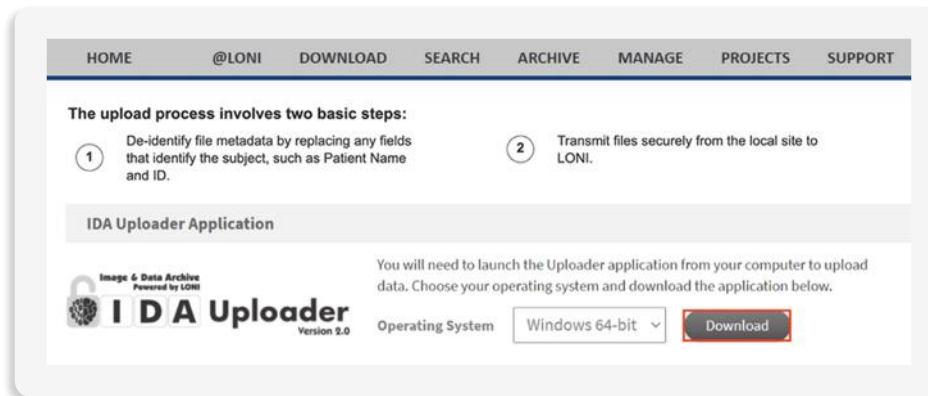 HOME @LONI DOWNLOAD SEARCH ARCHIVE MANAGE PROJECTS SUPPORT
The upload process involves two basic steps:
1
De-identify file metadata by replacing any fields
that identify the subject, such as Patient Name
and ID.
2
Transmit files securely from the local site to
LONI.
IDA Uploader Application
Image & Data Archive
Powered by LONI
IDA Uploader
Version 2.0
You will need to launch the Uploader application from your computer to upload
data. Choose your operating system and download the application below.
Operating System Windows 64-bit Download